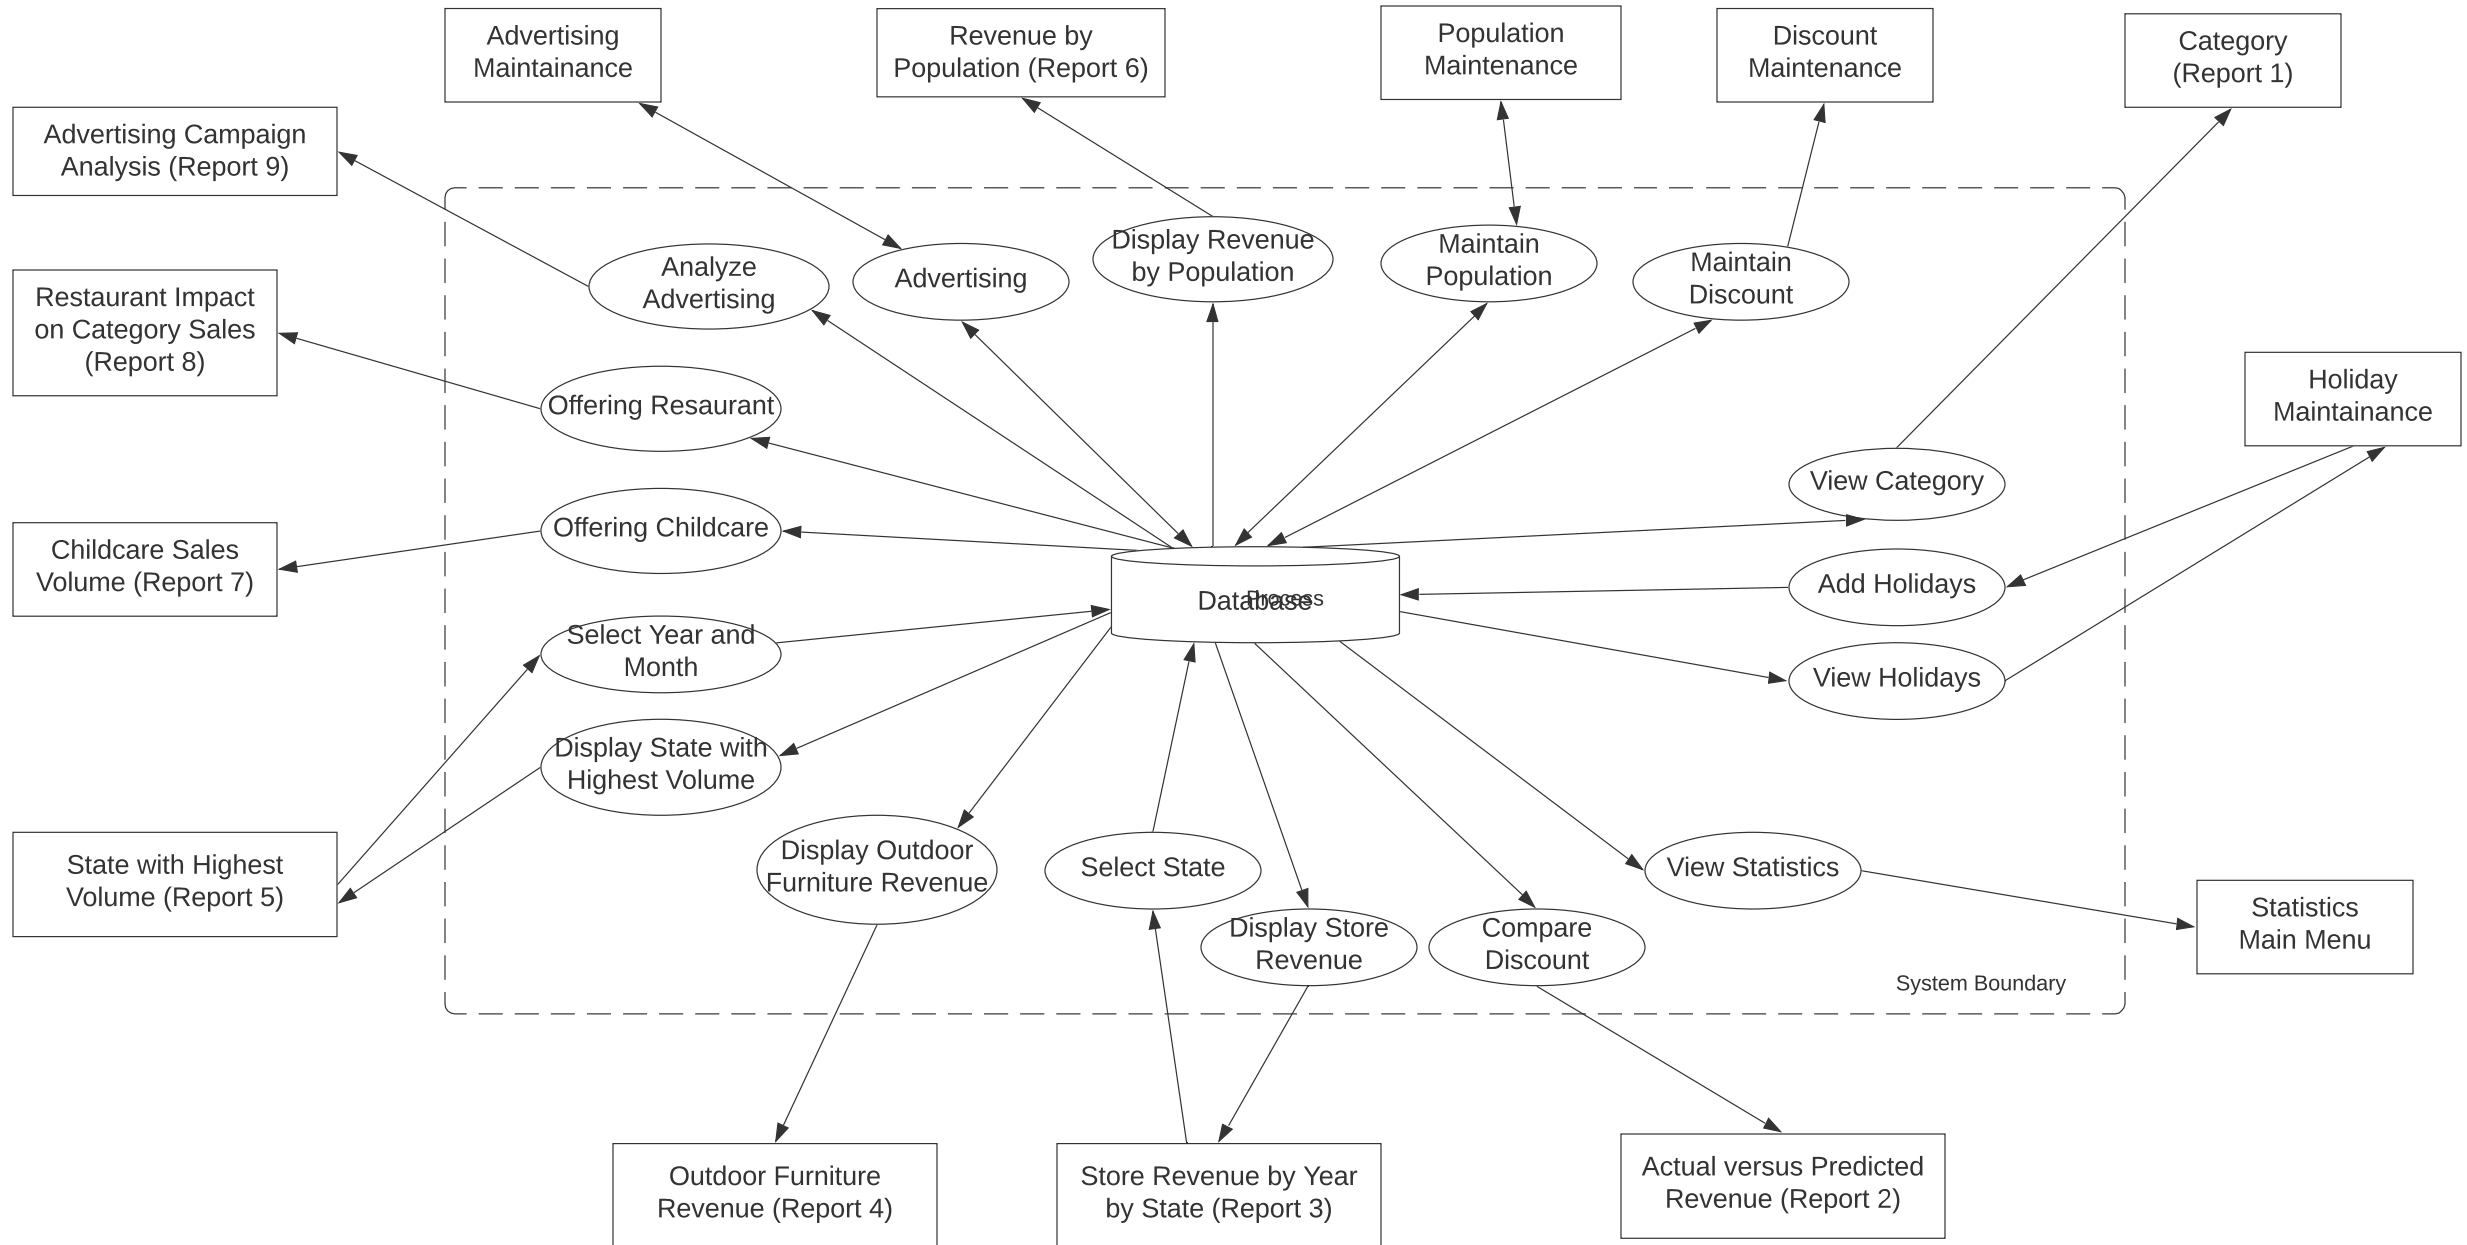 Advertising
Maintainance
Revenue by
Population (Report 6)
Population
Maintenance
Discount
Maintenance
Category
(Report 1)
Advertising Campaign
Analysis (Report 9)
Restaurant Impact
on Category Sales
(Report 8)
Childcare Sales
Volume (Report 7)
State with Highest
Volume (Report 5)
Analyze
Advertising
Advertising
Display Revenue
by Population
Maintain
Population
Maintain
Discount
Offering Resaurant
Offering Childcare
Select Year and
Month
Display State with
Highest Volume
Database
Process
View Category
Add Holidays
View Holidays
Holiday
Maintainance
Display Outdoor
Furniture Revenue
Select State
Display Store
Revenue
Compare
Discount
View Statistics
System Boundary
Statistics
Main Menu
Outdoor Furniture
Revenue (Report 4)
Store Revenue by Year
by State (Report 3)
Actual versus Predicted
Revenue (Report 2)